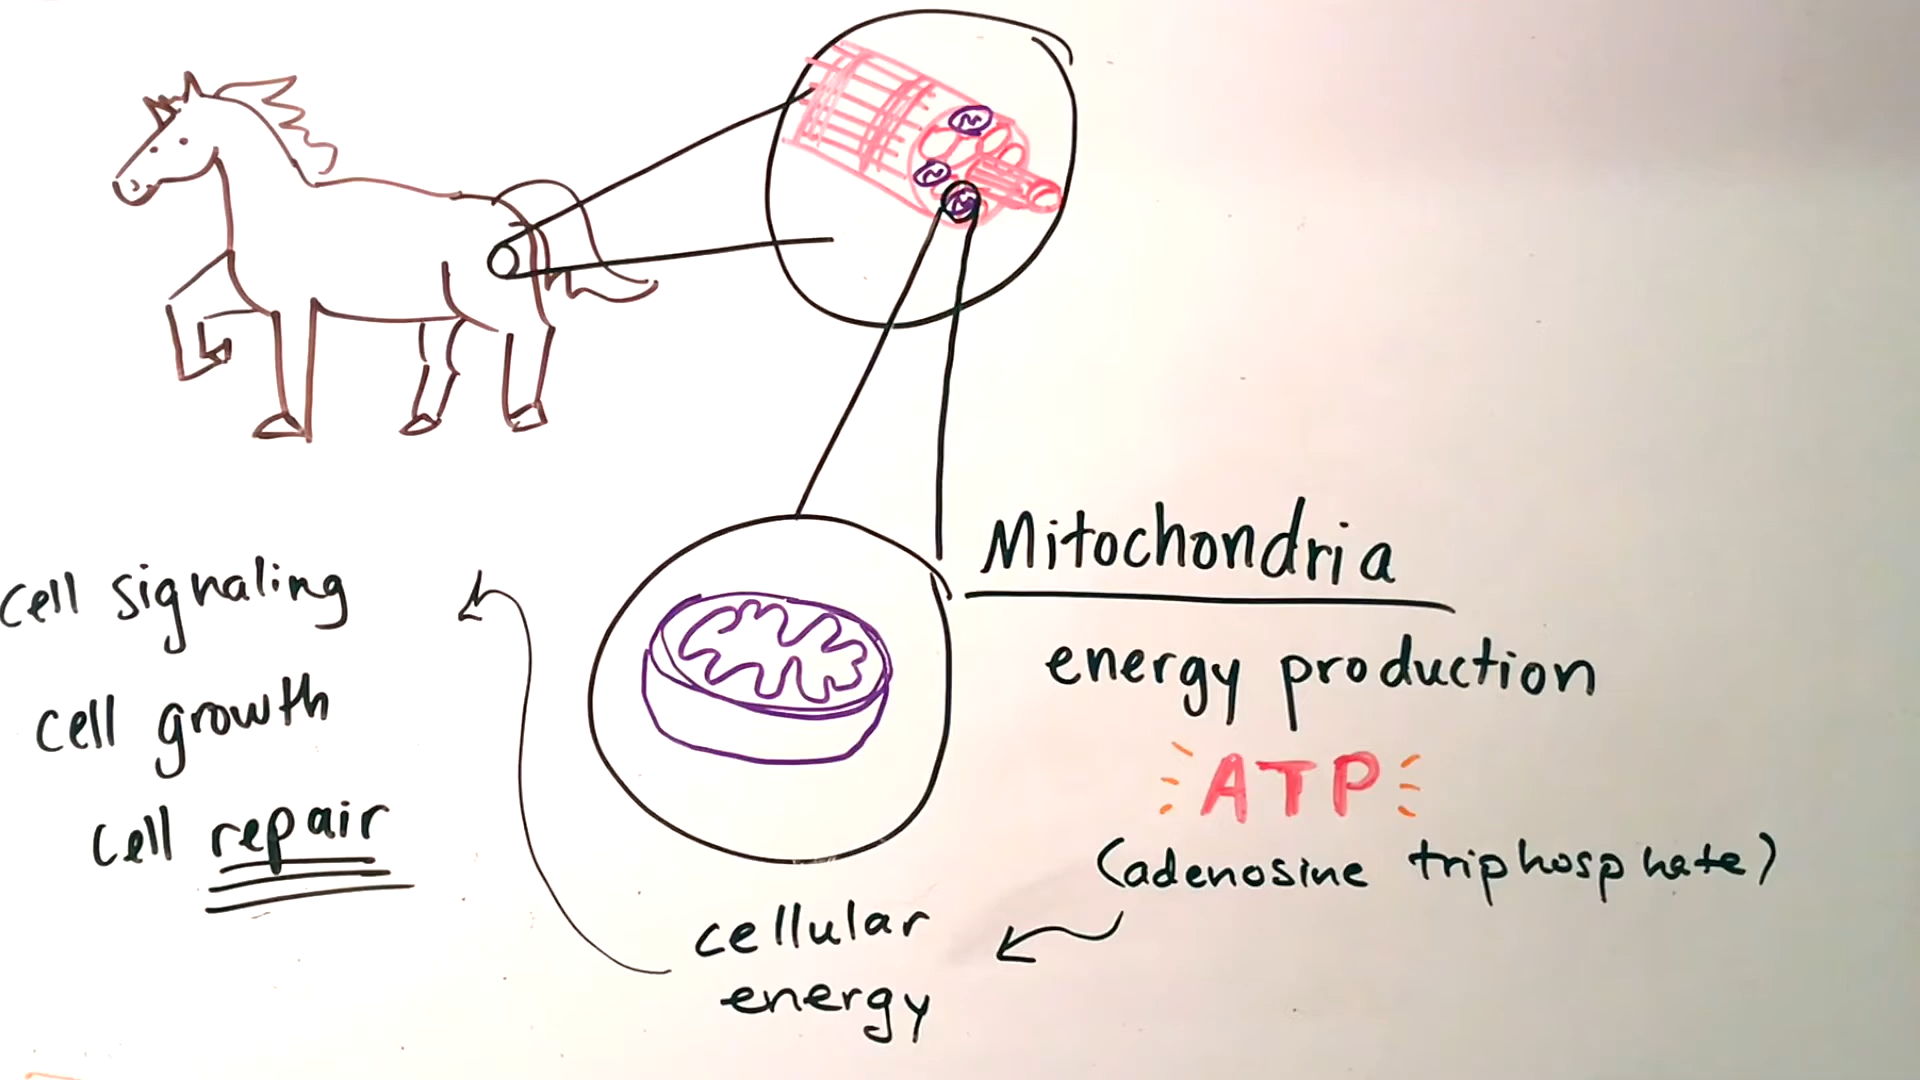 Mitochondria
energy production
ATP
(adenosine triphosphate)
cellular
energy
cell signaling
cell growth
cell repair